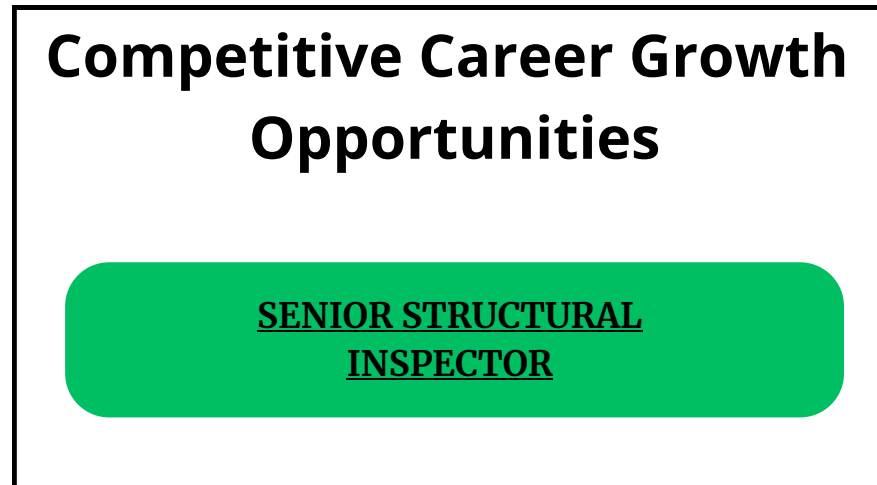 Competitive Career Growth
Opportunities
SENIOR STRUCTURAL
INSPECTOR